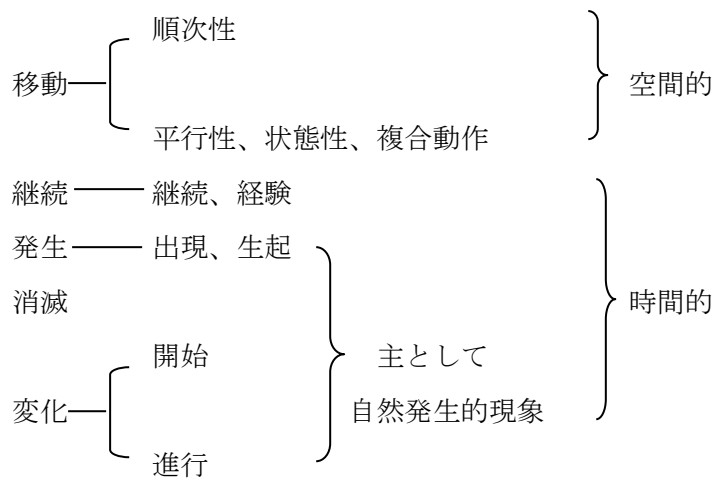 順次性
移動
空間的
平行性、状態性、複合動作
継続 継続、経験
発生 出現、生起
消滅
時間的
開始
主として
変化
自然発生的現象
進行